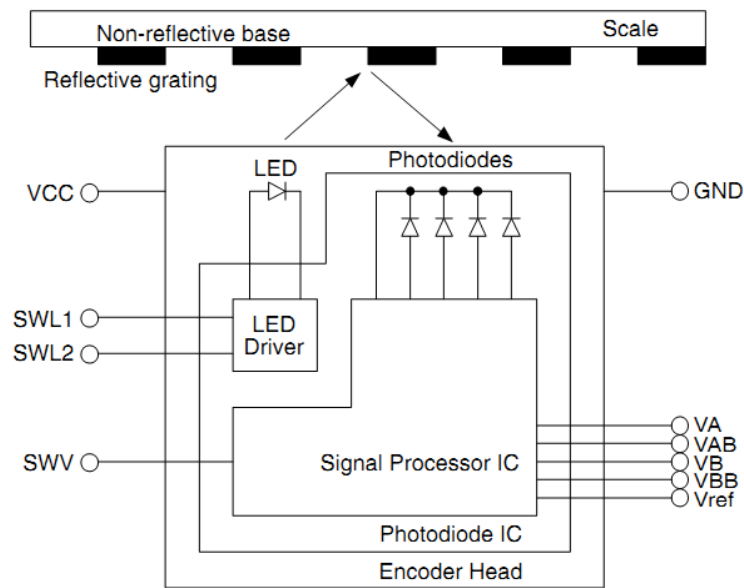 Non-reflective base
Scale
Reflective grating
LED
Photodiodes
VCC
GND
SWL1
LED
Driver
SWL2
VA
VAB
SWV
Signal Processor IC
VB
VBB
Vref
Photodiode IC
Encoder Head